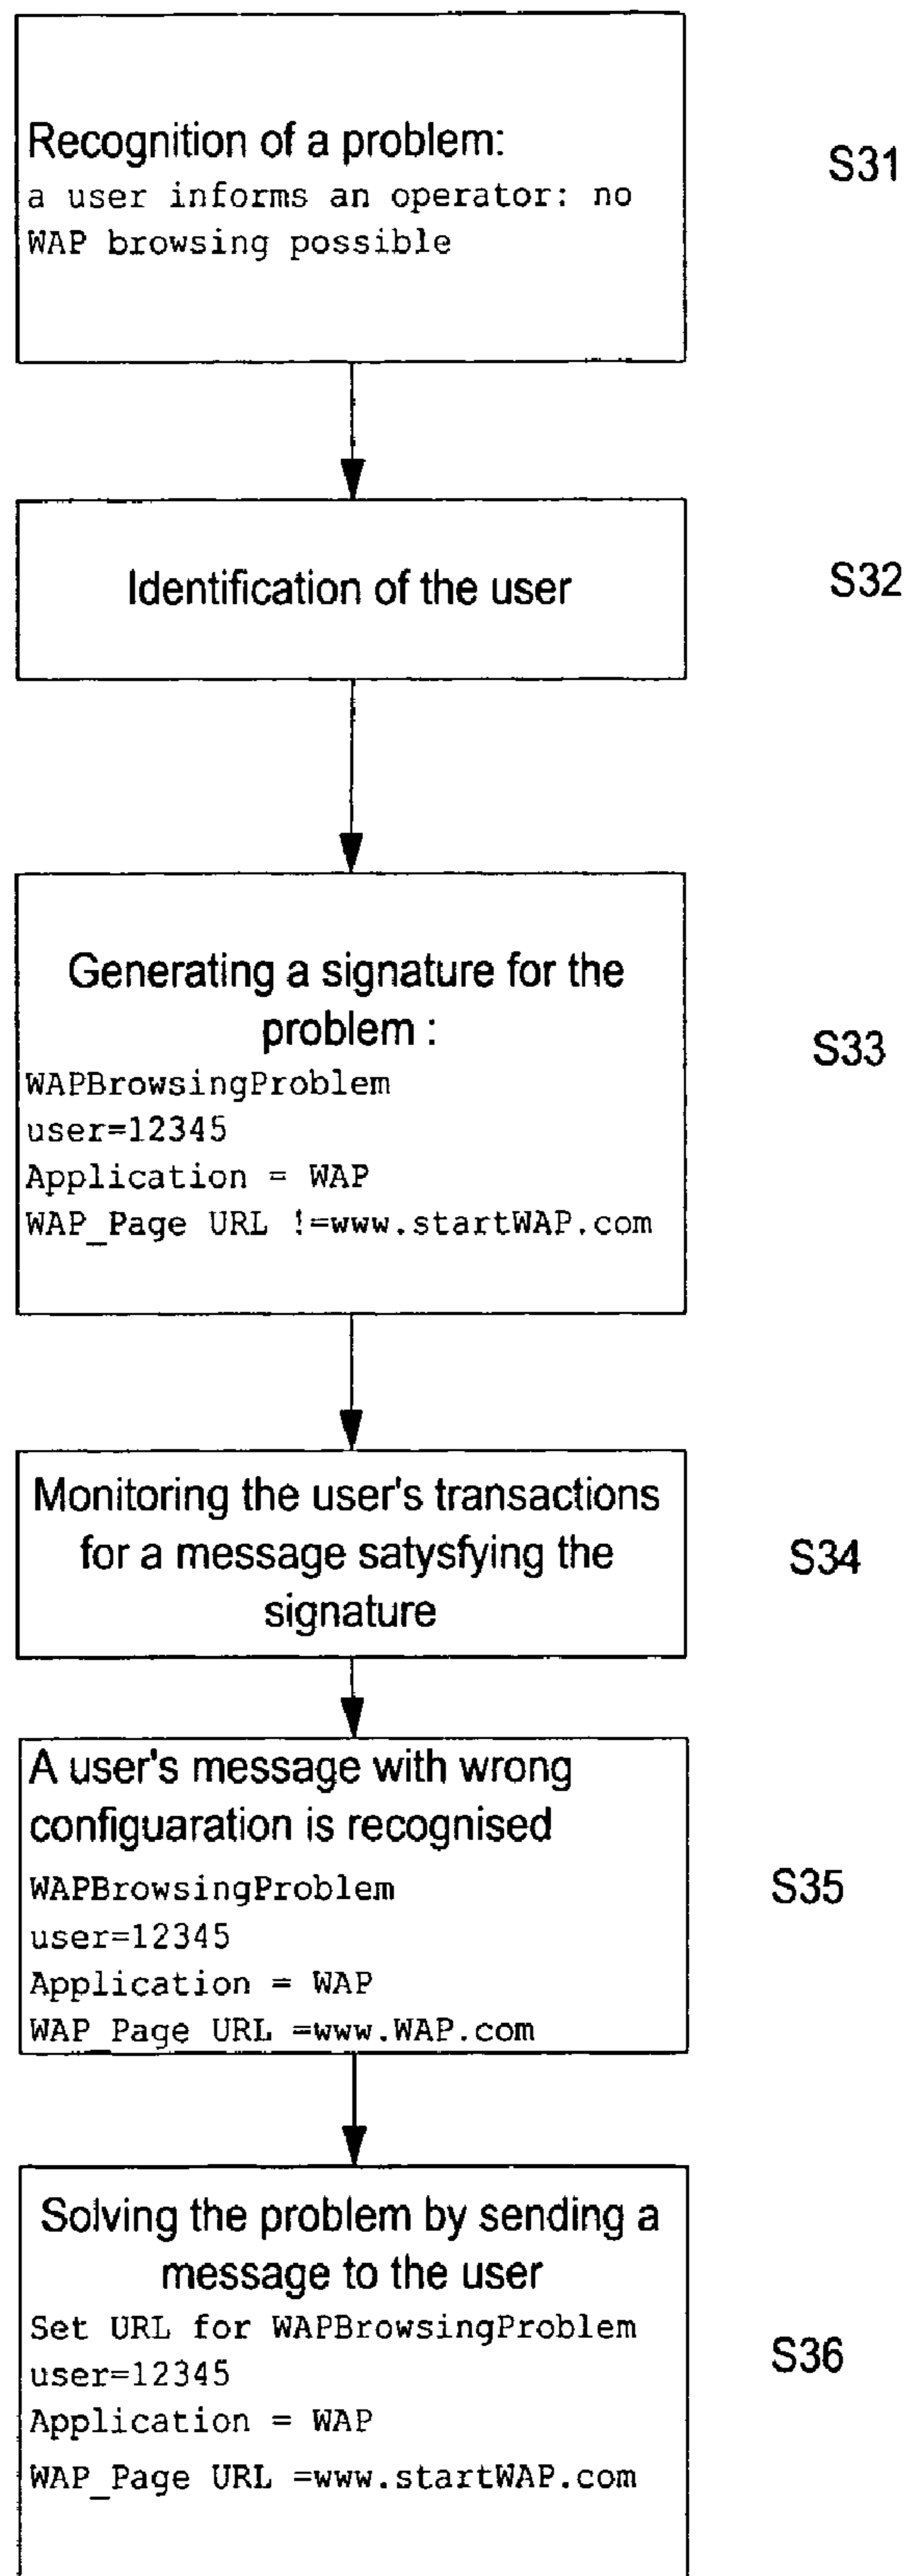 Recognition of a problem:
a user informs an operator: no
WAP browsing possible
S31
Identification of the user
S32
Generating a signature for the
problem :
WAPBrowsingProblem
user=12345
Application = WAP
WAP_Page URL !=www.startWAP.com
S33
Monitoring the user's transactions
for a message satysfying the
signature
S34
A user's message with wrong
configuaration is recognised
WAPBrowsingProblem
user=12345
Application = WAP
WAP_Page URL =www.WAP.com
S35
Solving the problem by sending a
message to the user
Set URL for WAPBrowsingProblem
user=12345
Application = WAP
WAP_Page URL =www.startWAP.com
S36